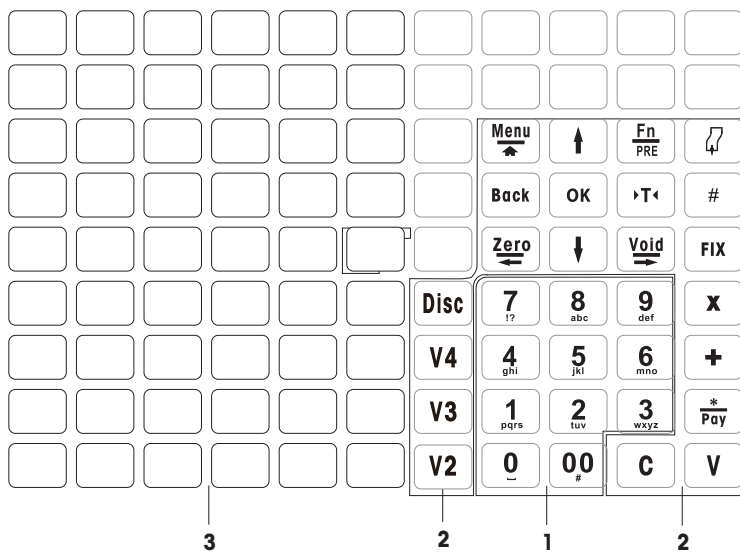 Menu Fn
PRE
Back OK T #
Zero Void FIX
Disc 7 8 9 x
!? abc def
V4 4 5 6 +
ghi jkl mno
V3 1 2 3 *
pqrs tuv wxyz Pay
V2 0 00 C V
#
3 2 1 2